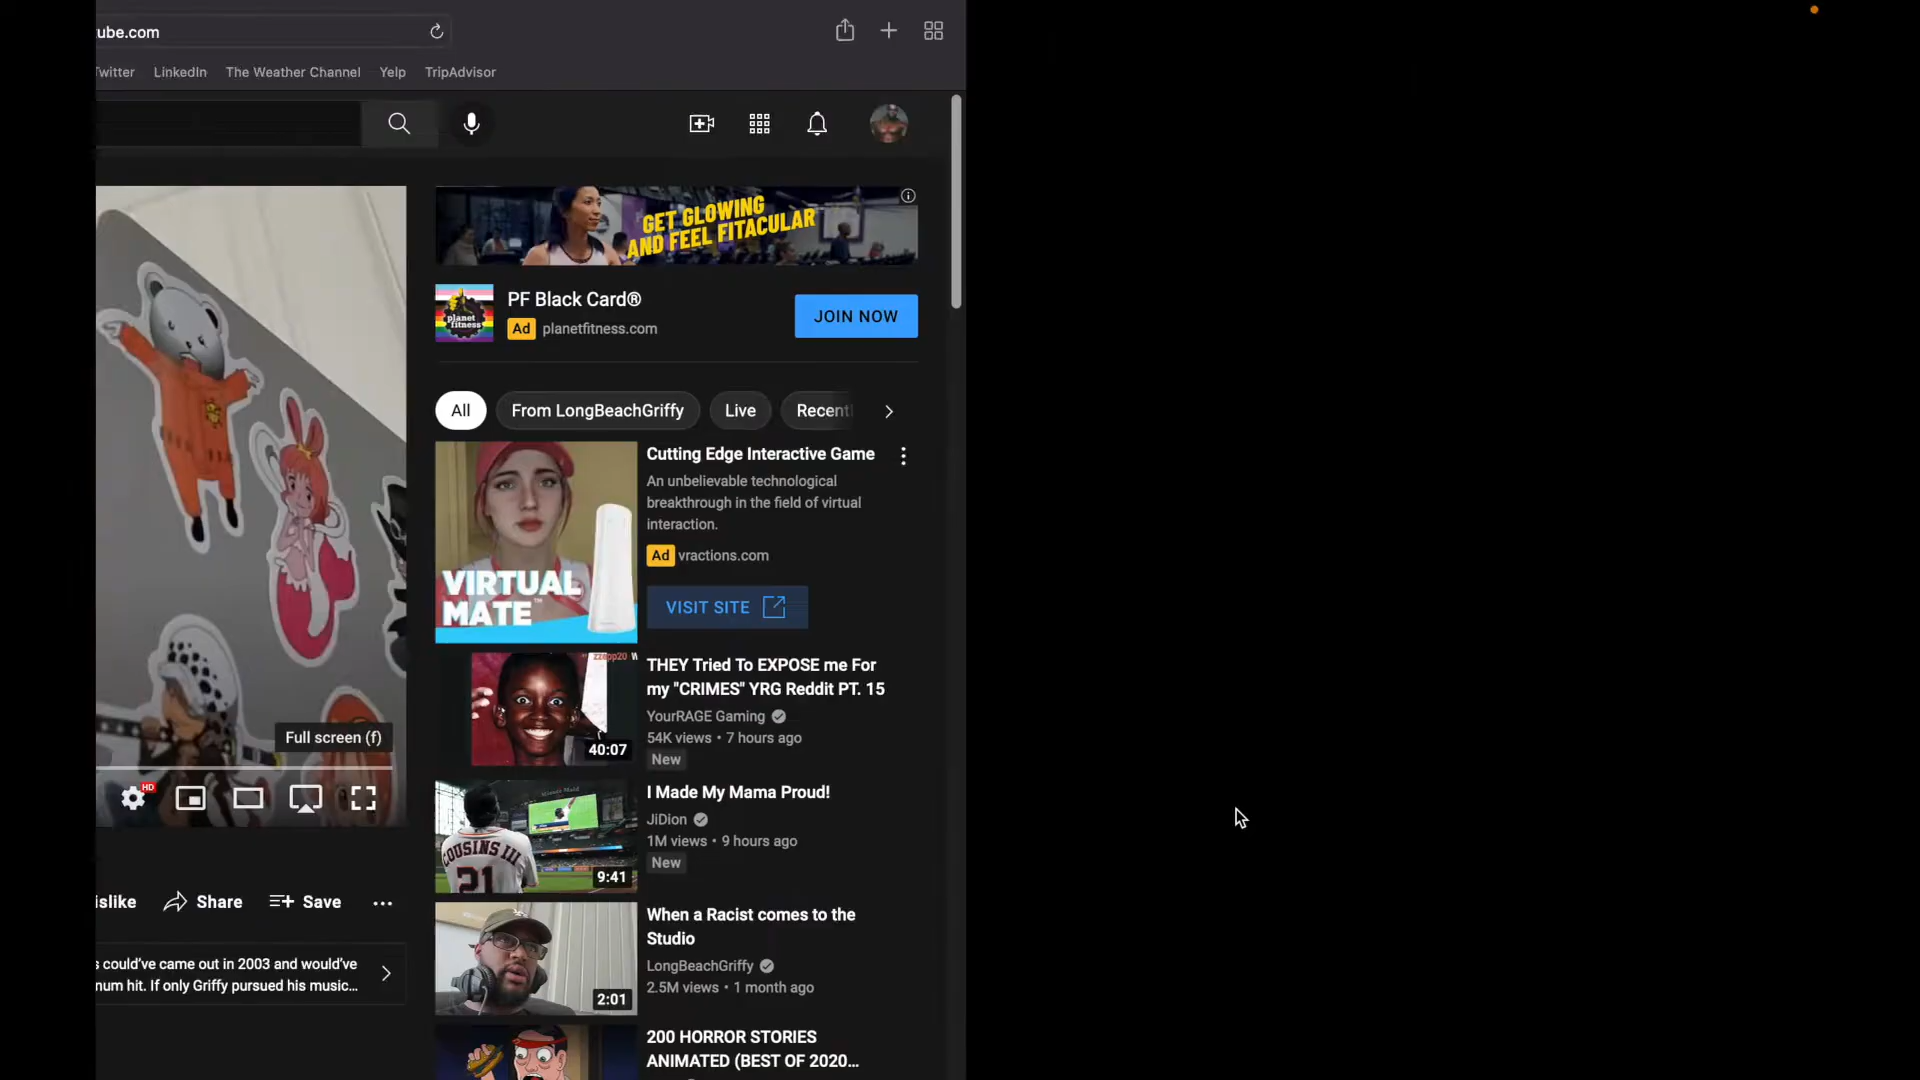 ube.com
Twitter LinkedIn The Weather Channel Yelp TripAdvisor
GET GLOWING
AND FEEL FITACULAR
planet
fitness
PF Black Card®
Ad planetfitness.com
JOIN NOW
All From LongBeachGriffy Live Recent
Cutting Edge Interactive Game
An unbelievable technological
breakthrough in the field of virtual
interaction.
Ad vractions.com
VIRTUAL
MATE™
VISIT SITE
THEY Tried To EXPOSE me For
my "CRIMES" YRG Reddit PT. 15
YourRAGE Gaming
54K views • 7 hours ago
New
40:07
Full screen (f)
HD
I Made My Mama Proud!
JiDion
1M views • 9 hours ago
New
COUSINS III
21
9:41
islike Share Save
When a Racist comes to the
Studio
LongBeachGriffy
2.5M views • 1 month ago
2:01
s could've came out in 2003 and would've
num hit. If only Griffy pursued his music...
200 HORROR STORIES
ANIMATED (BEST OF 2020...